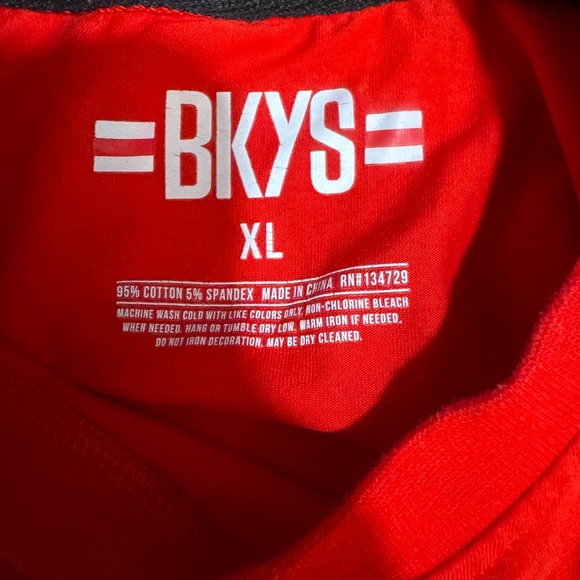 BKYS
XL
95% COTTON 5% SPANDEX MADE IN CHINA RN#134729
MACHINE WASH COLD WITH LIKE COLORS ONLY, NON-CHLORINE BLEACH
WHEN NEEDED. HANG OR TUMBLE DRY LOW. WARM IRON IF NEEDED.
DO NOT IRON DECORATION. MAY BE DRY CLEANED.